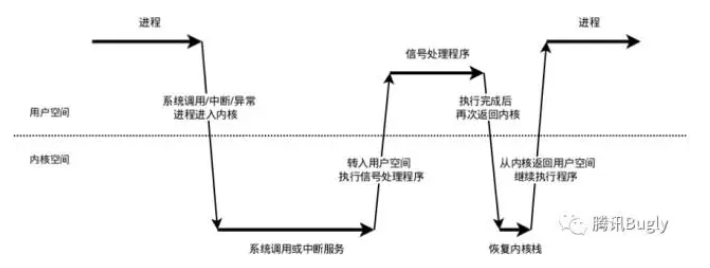 进程
进程
信号处理程序
系统调用/中断/异常
进程进入内核
执行完成后
再次返回内核
用户空间
内核空间
转入用户空间
执行信号处理程序
从内核返回用户空间
继续执行程序
腾讯Bugly
系统调用或中断服务
恢复内核栈